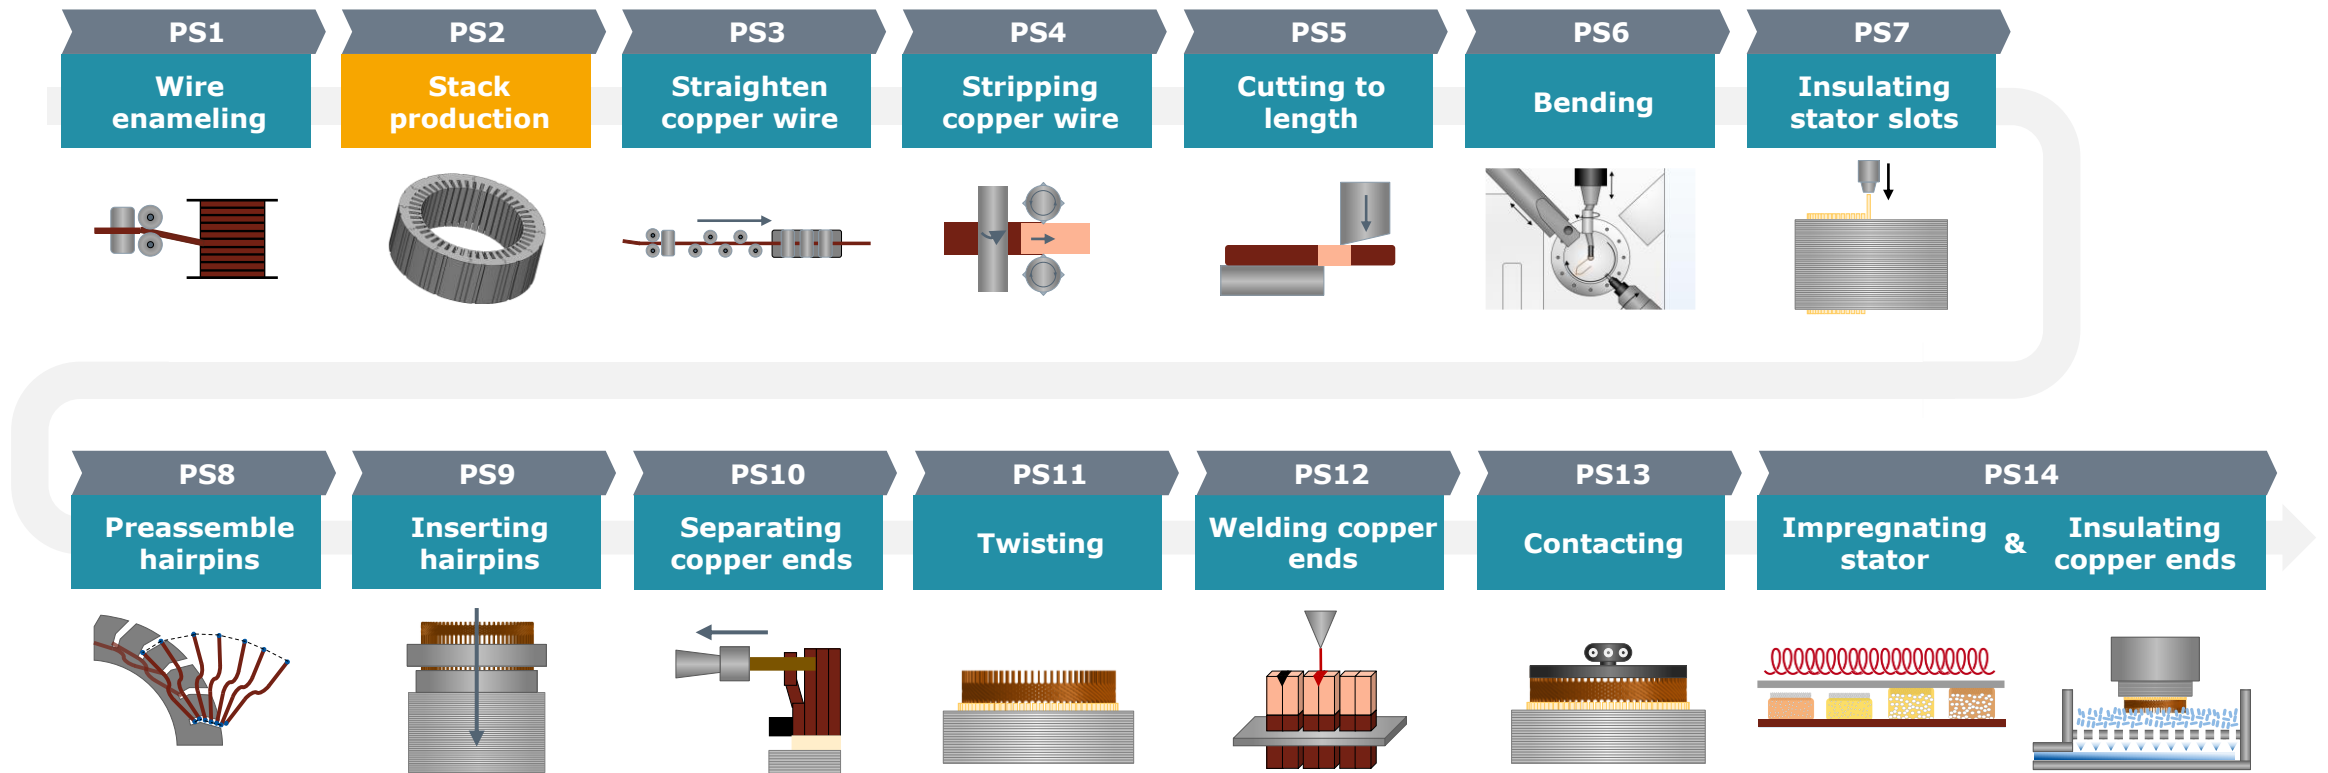 PS1
PS2
PS3
PS4
PS5
PS6
PS7
Wire
enameling
Stack
production
Straighten
copper wire
Stripping
copper wire
Cutting to
length
Bending
Insulating
stator slots
PS8
PS9
PS10
PS11
PS12
PS13
PS14
Preassemble
hairpins
Inserting
hairpins
Separating
copper ends
Twisting
Welding copper
ends
Contacting
Impregnating
stator
&
Insulating
copper ends